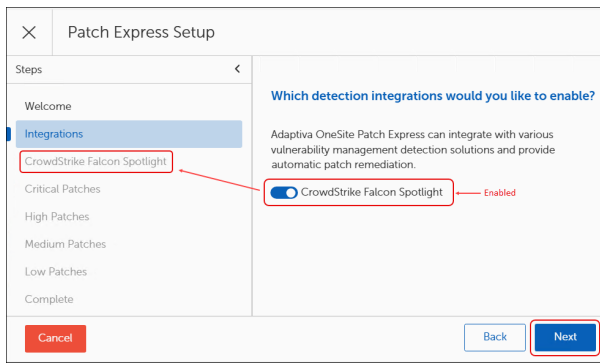 Patch Express Setup
Steps
Welcome
Integrations
CrowdStrike Falcon Spotlight
Critical Patches
High Patches
Medium Patches
Low Patches
Complete
Which detection integrations would you like to enable?
Adaptiva OneSite Patch Express can integrate with various
vulnerability management detection solutions and provide
automatic patch remediation.
CrowdStrike Falcon Spotlight
Enabled
Cancel
Back
Next